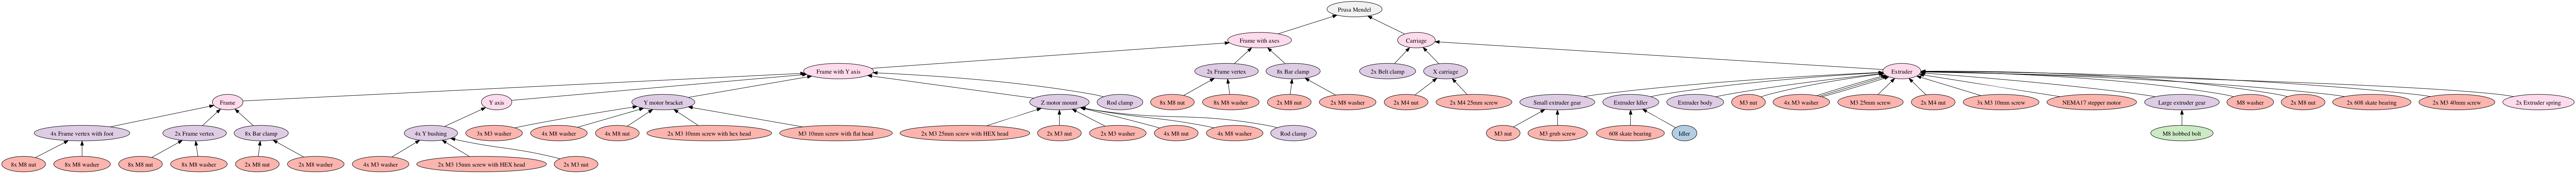 Prusa Mendel
Frame with axes
Carriage
Frame with Y axis
2x Frame vertex
8x Bar clamp
2x Belt clamp
X carriage
Extruder
Frame
Y axis
Y motor bracket
Z motor mount
Rod clamp
8x M8 nut
8x M8 washer
2x M8 nut
2x M8 washer
2x M4 nut
2x M4 25mm screw
Small extruder gear
Extruder Idler
Extruder body
M3 nut
4x M3 washer
M3 25mm screw
2x M4 nut
3x M3 10mm screw
NEMA17 stepper motor
Large extruder gear
M8 washer
2x M8 nut
2x 608 skate bearing
2x M3 40mm screw
2x Extruder spring
4x Frame vertex with foot
2x Frame vertex
8x Bar clamp
4x Y bushing
3x M3 washer
4x M8 washer
4x M8 nut
2x M3 10mm screw with hex head
M3 10mm screw with flat head
2x M3 25mm screw with HEX head
2x M3 nut
2x M3 washer
4x M8 nut
4x M8 washer
Rod clamp
M3 nut
M3 grub screw
608 skate bearing
Idler
M8 hobbed bolt
8x M8 nut
8x M8 washer
8x M8 nut
8x M8 washer
2x M8 nut
2x M8 washer
4x M3 washer
2x M3 15mm screw with HEX head
2x M3 nut